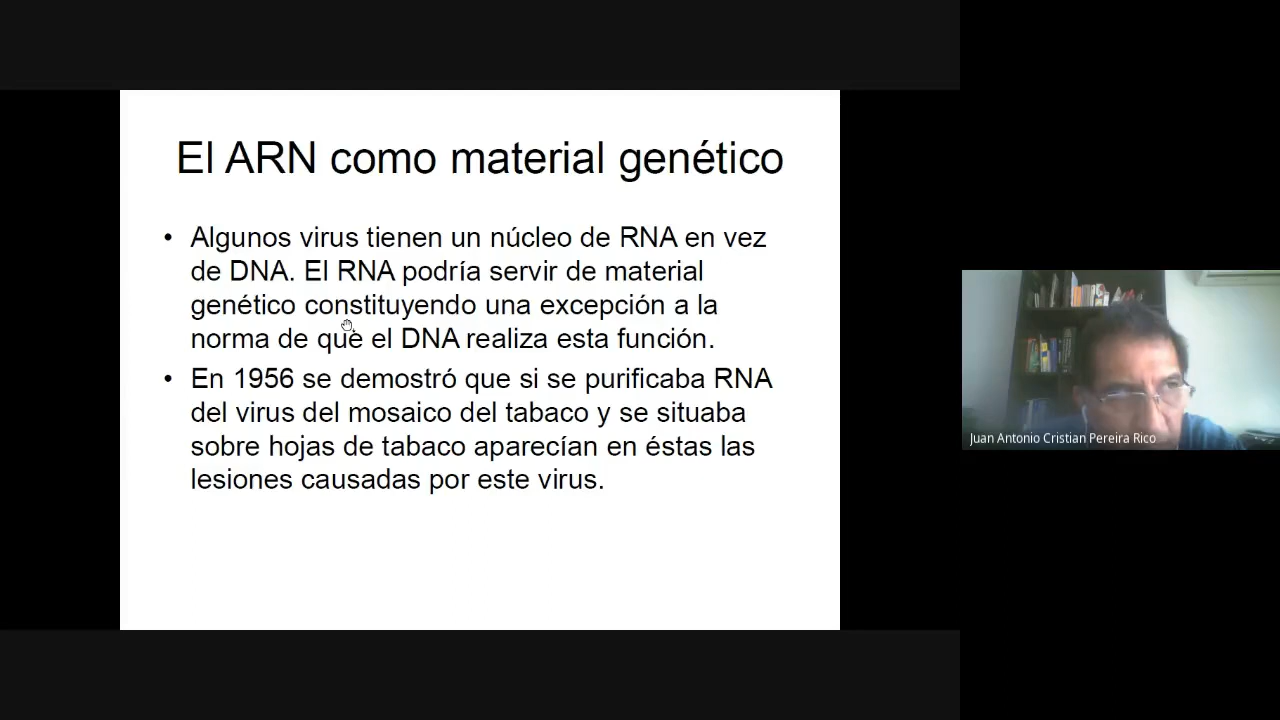 El ARN como material genético
• Algunos virus tienen un núcleo de RNA en vez
de DNA. El RNA podría servir de material
genético constituyendo una excepción a la
norma de que el DNA realiza esta función.
• En 1956 se demostró que si se purificaba RNA
del virus del mosaico del tabaco y se situaba
sobre hojas de tabaco aparecían en éstas las
lesiones causadas por este virus.
Juan Antonio Cristian Pereira Rico